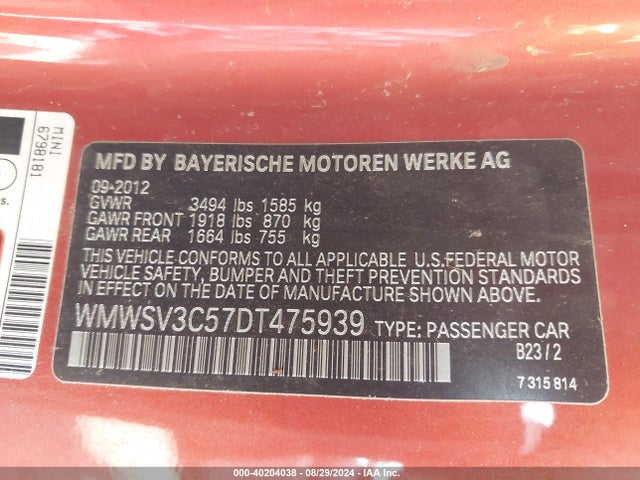 MINI
6798181
s.
MFD BY BAYERISCHE MOTOREN WERKE AG
09-2012
GVWR 3494 lbs 1585 kg
GAWR FRONT 1918 lbs 870 kg
GAWR REAR 1664 lbs 755 kg
THIS VEHICLE CONFORMS TO ALL APPLICABLE U.S.FEDERAL MOTOR
VEHICLE SAFETY, BUMPER AND THEFT PREVENTION STANDARDS
IN EFFECT ON THE DATE OF MANUFACTURE SHOWN ABOVE.
WMWSV3C57DT475939 TYPE: PASSENGER CAR
B23/2
7315814
000-40204038 - 08/29/2024 - IAA Inc.